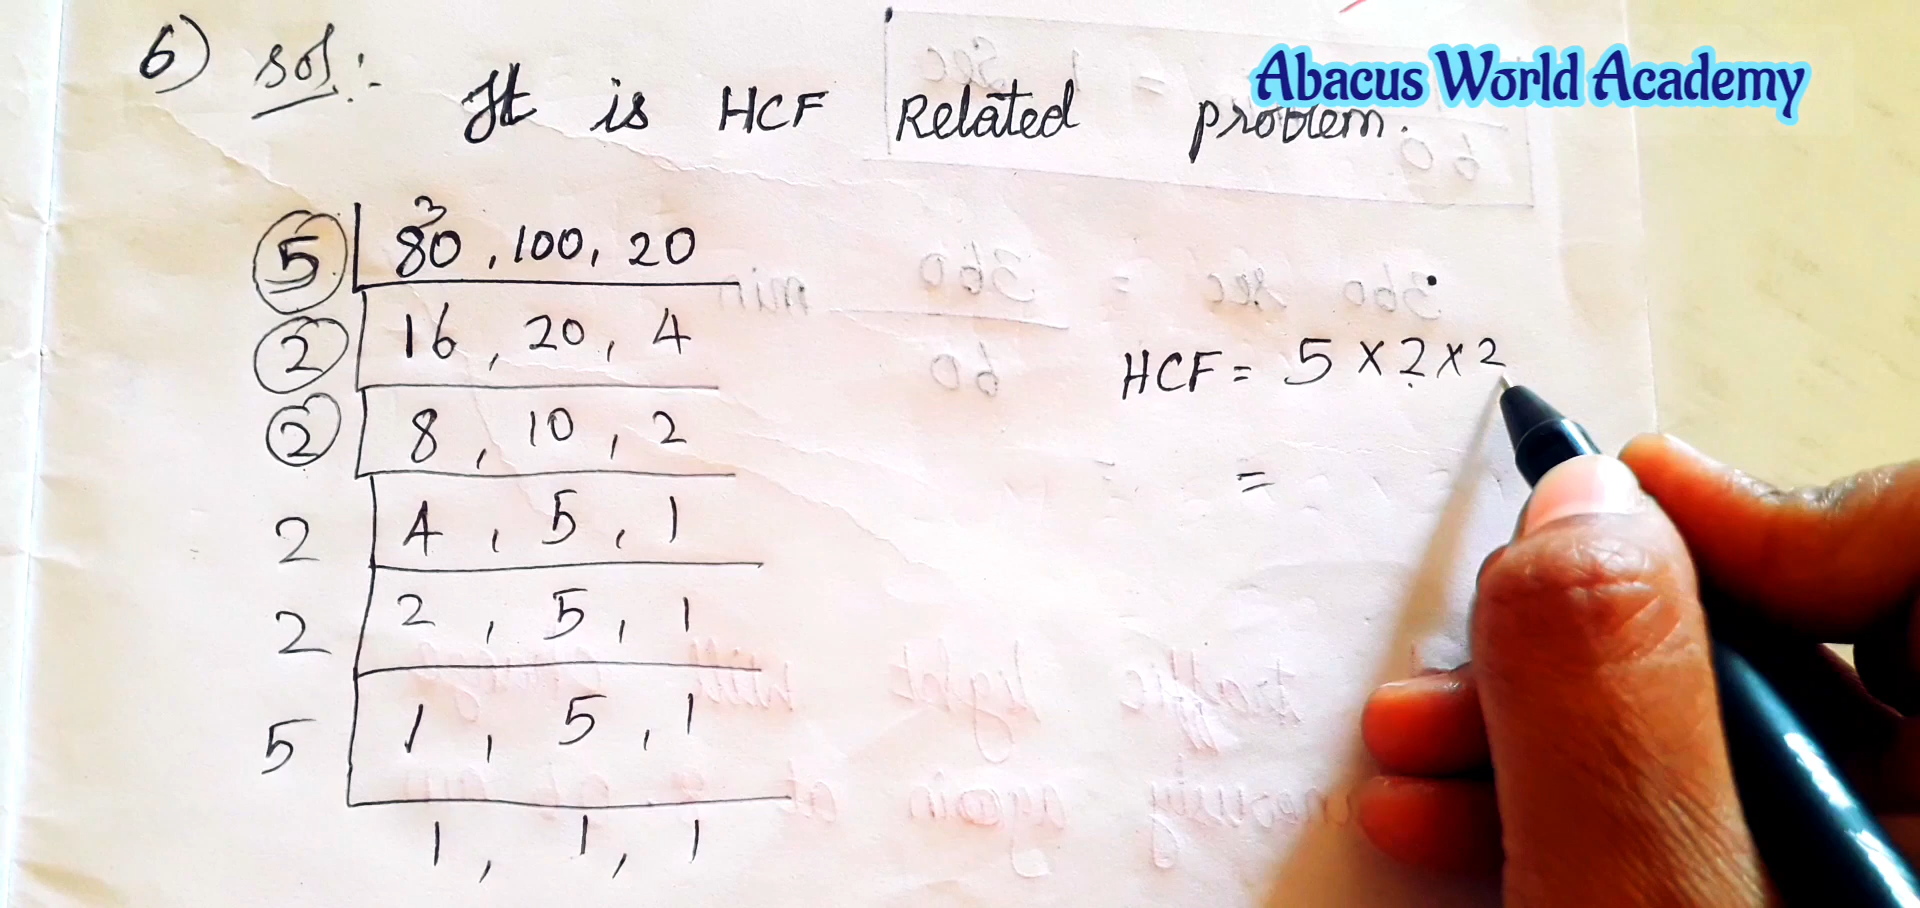 Abacus World Academy
6) Sol:-
It is HCF Related problem.
5 80, 100, 20
2 16, 20, 4
2 8, 10, 2
2 4, 5, 1
2 2, 5, 1
5 1, 5, 1
1, 1, 1
HCF = 5 × 2 × 2
=